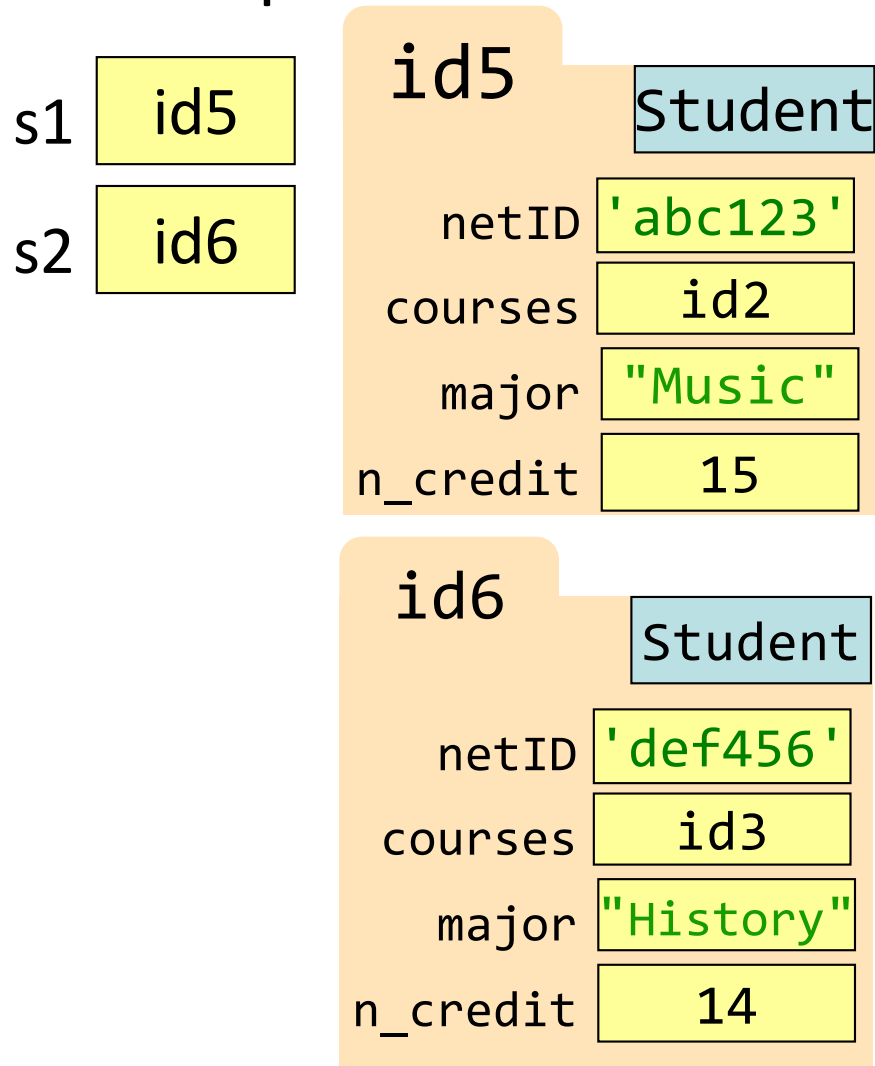 s1 id5
s2 id6
id5
Student
netID 'abc123'
courses id2
major "Music"
n_credit 15
id6
Student
netID 'def456'
courses id3
major "History"
n_credit 14